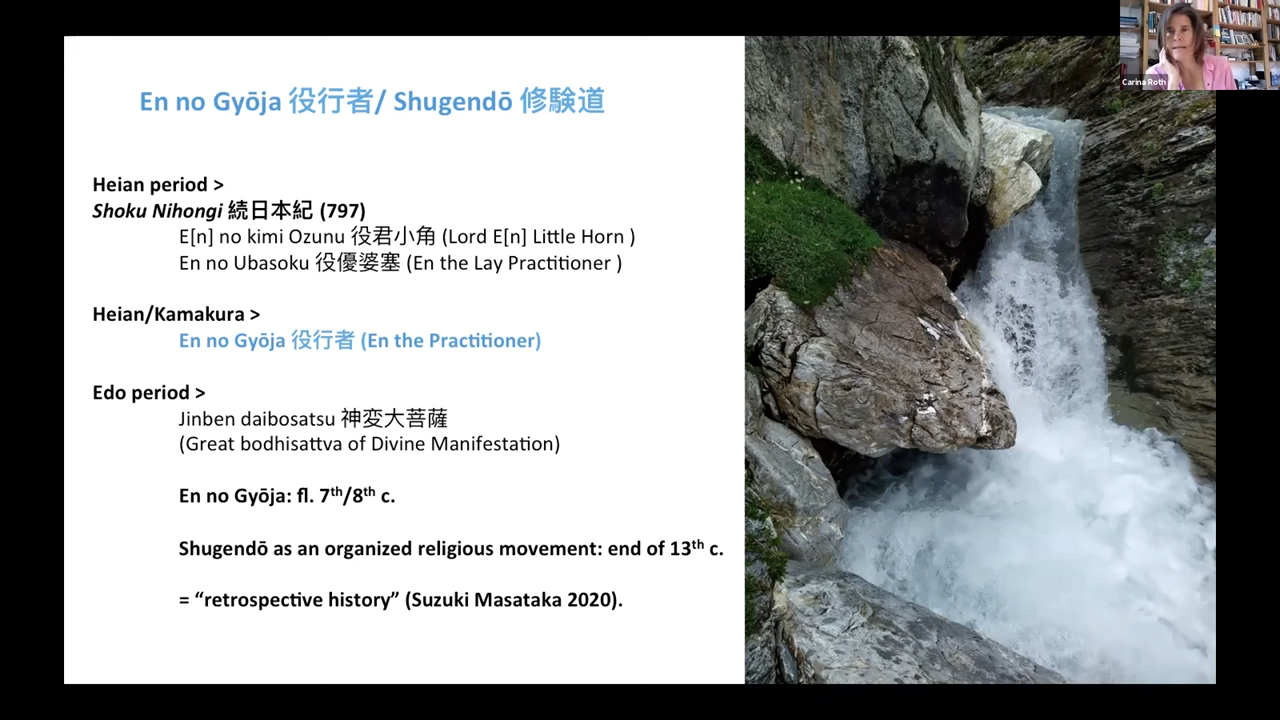 En no Gyōja 役行者/ Shugendō 修験道
Heian period >
Shoku Nihongi 続日本紀 (797)
E[n] no kimi Ozunu 役君小角 (Lord E[n] Little Horn )
En no Ubasoku 役優婆塞 (En the Lay Practitioner )
Heian/Kamakura >
En no Gyōja 役行者 (En the Practitioner)
Edo period >
Jinben daibosatsu 神変大菩薩
(Great bodhisattva of Divine Manifestation)
En no Gyōja: fl. 7th/8th c.
Shugendō as an organized religious movement: end of 13th c.
= “retrospective history” (Suzuki Masataka 2020).
Carina Roth